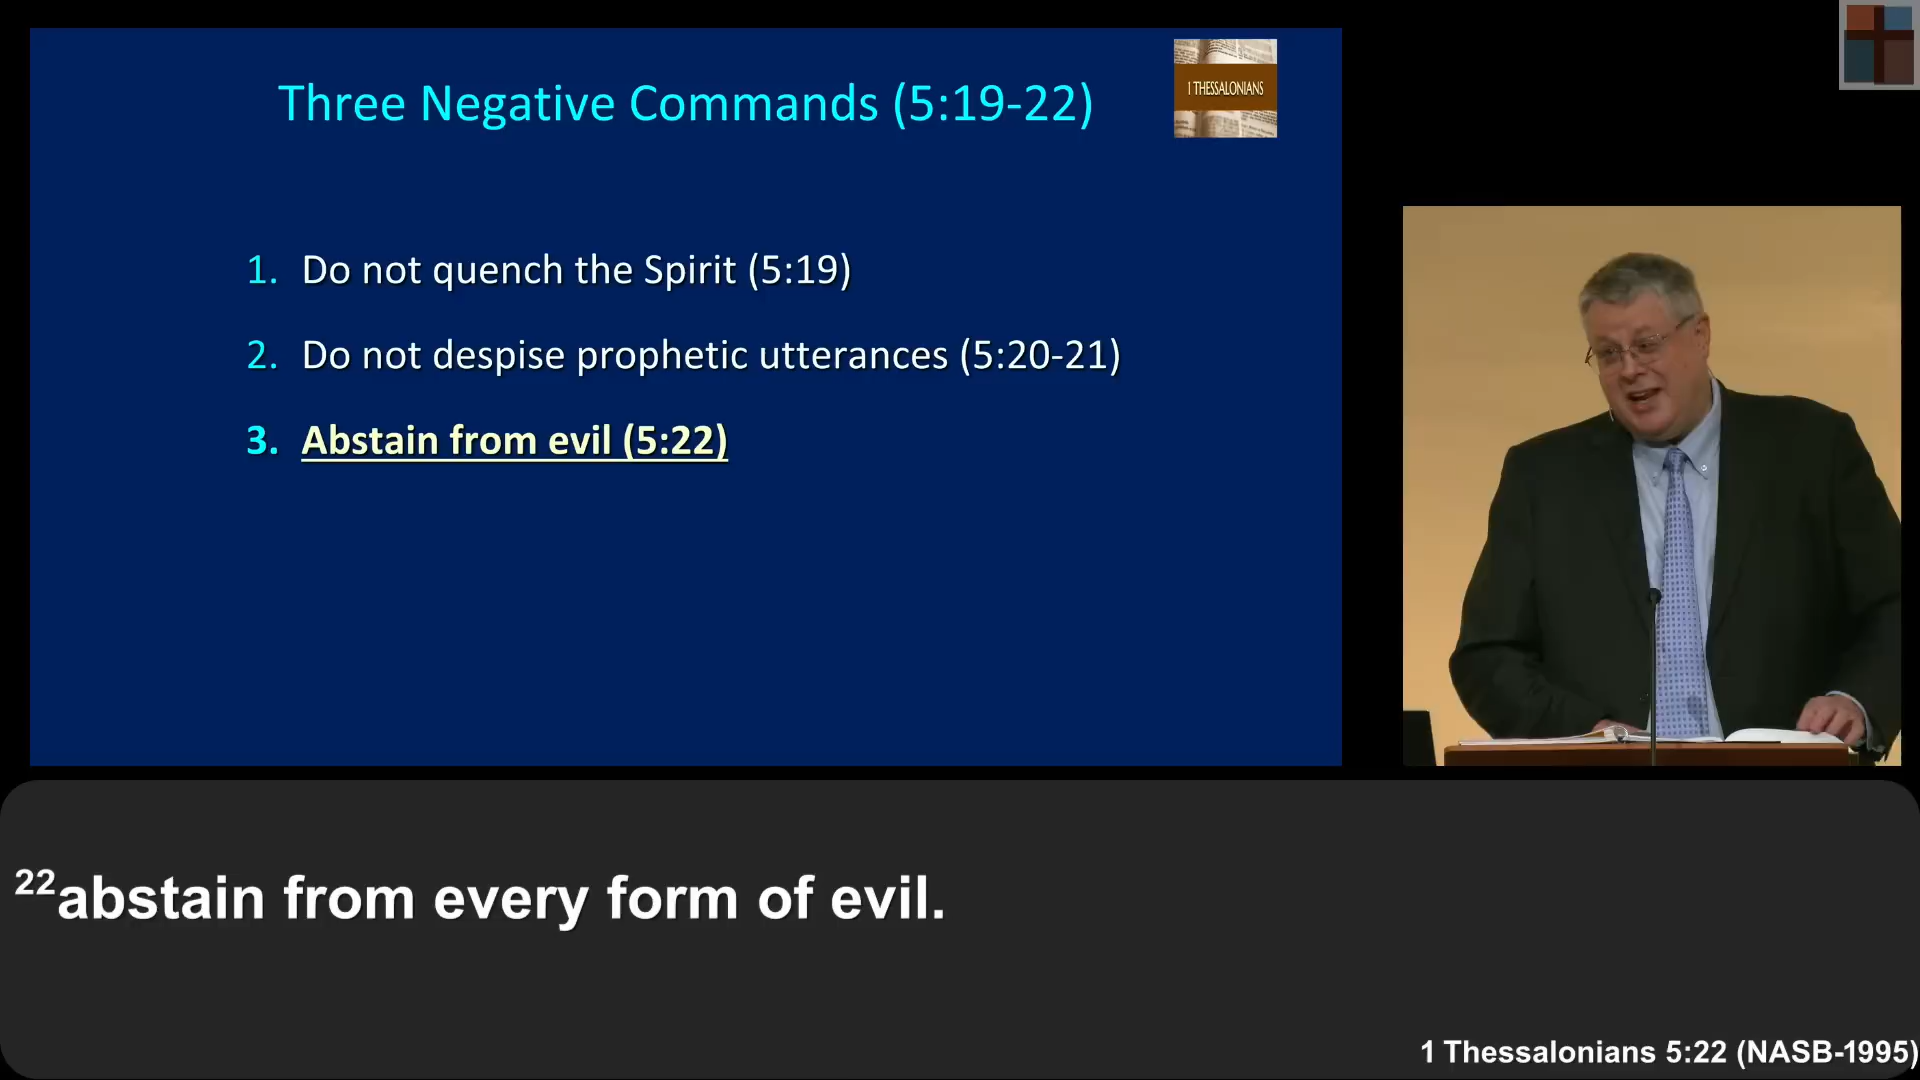 Three Negative Commands (5:19-22)
I THESSALONIANS
1. Do not quench the Spirit (5:19)
2. Do not despise prophetic utterances (5:20-21)
3. Abstain from evil (5:22)
22abstain from every form of evil.
1 Thessalonians 5:22 (NASB-1995)